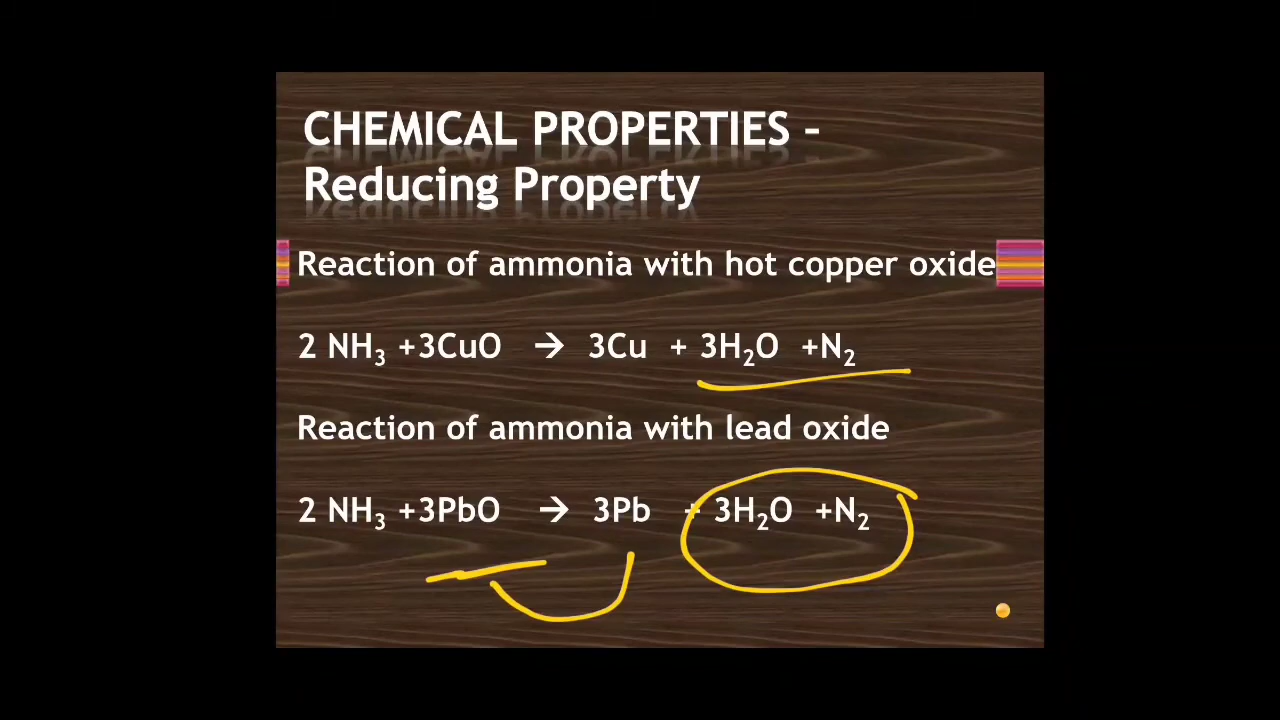 CHEMICAL PROPERTIES –
Reducing Property
Reaction of ammonia with hot copper oxide
2 NH₃ +3CuO → 3Cu + 3H₂O +N₂
Reaction of ammonia with lead oxide
2 NH₃ +3PbO → 3Pb + 3H₂O +N₂